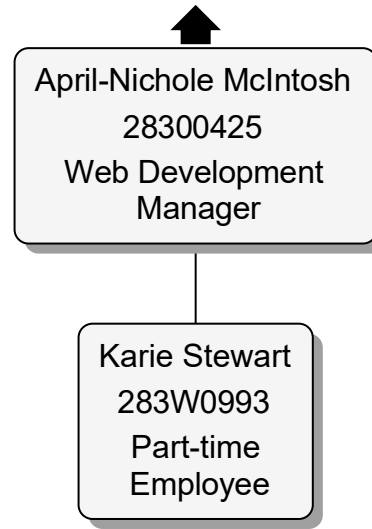 April-Nichole McIntosh
28300425
Web Development
Manager
Karie Stewart
283W0993
Part-time
Employee